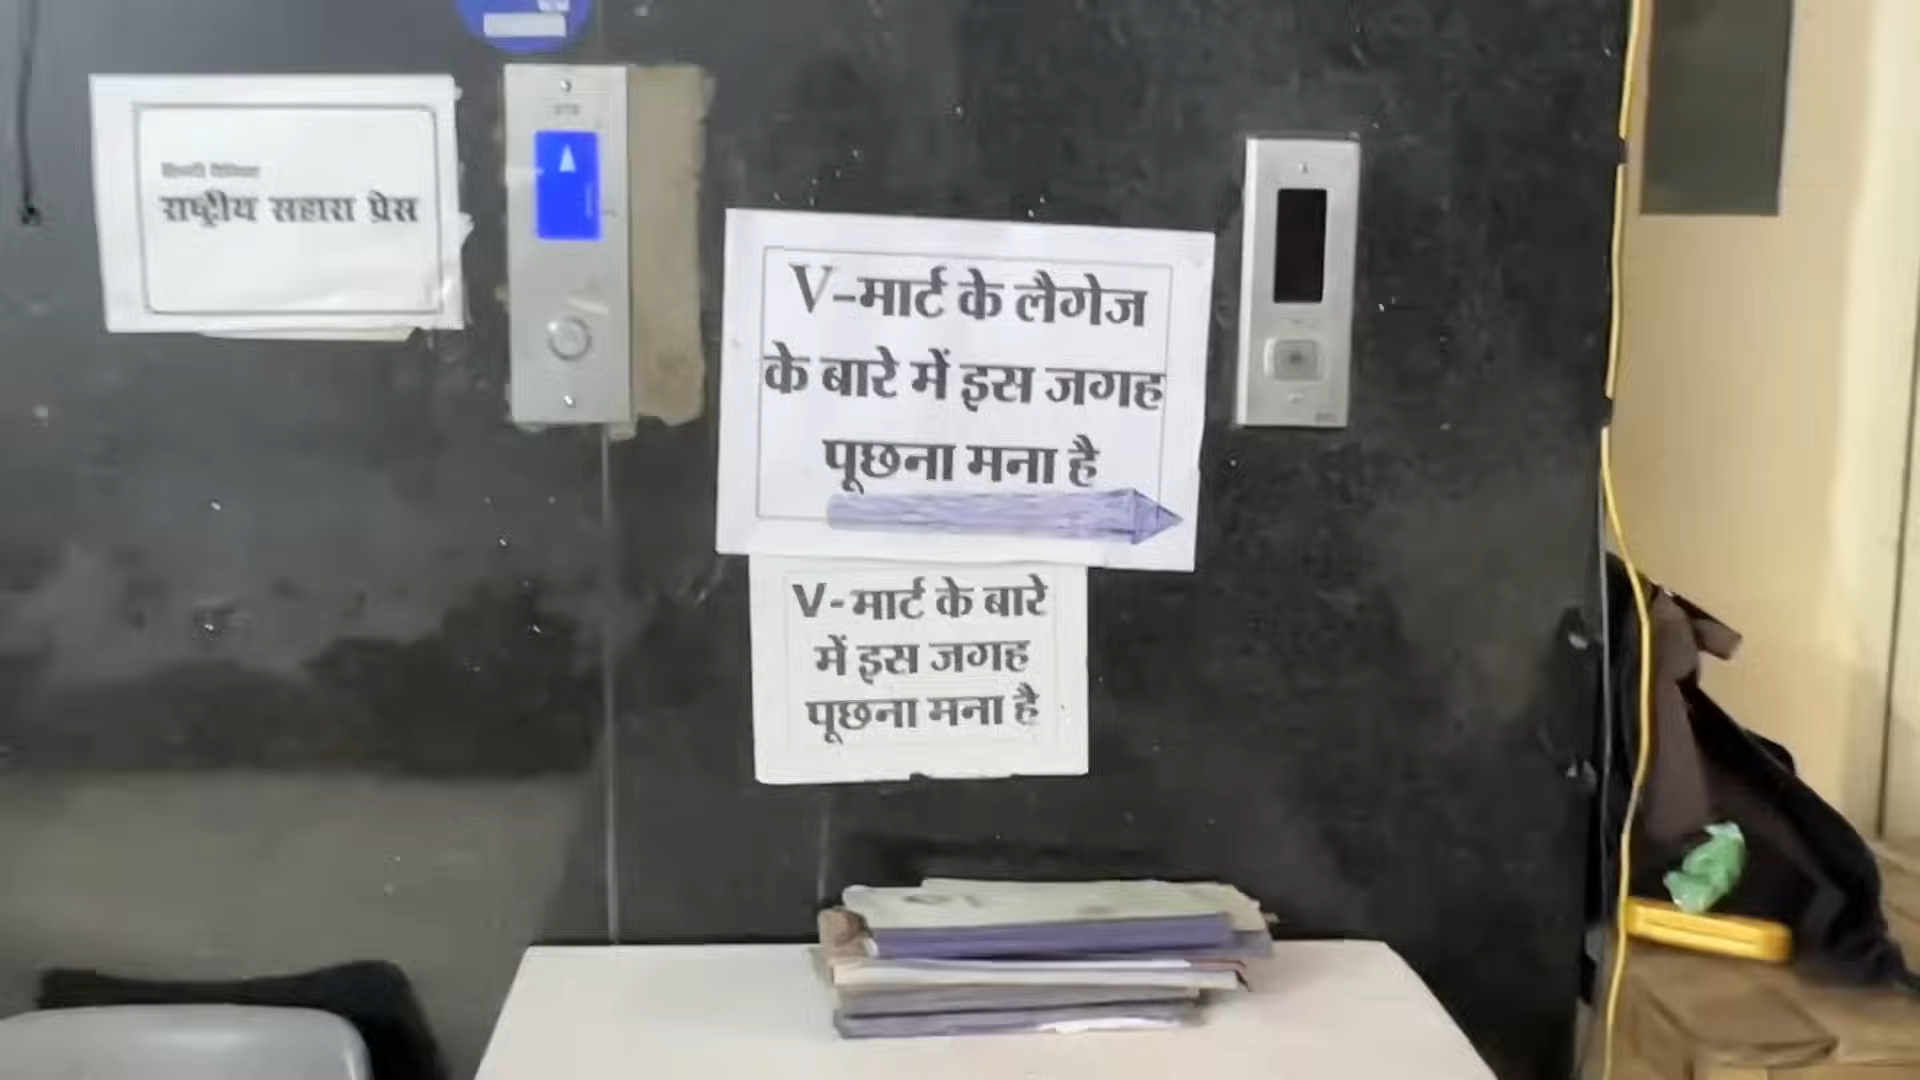 राष्ट्रीय सहारा प्रेस
V-मार्ट के लैगेज
के बारे में इस जगह
पूछना मना है
V-मार्ट के बारे
में इस जगह
पूछना मना है